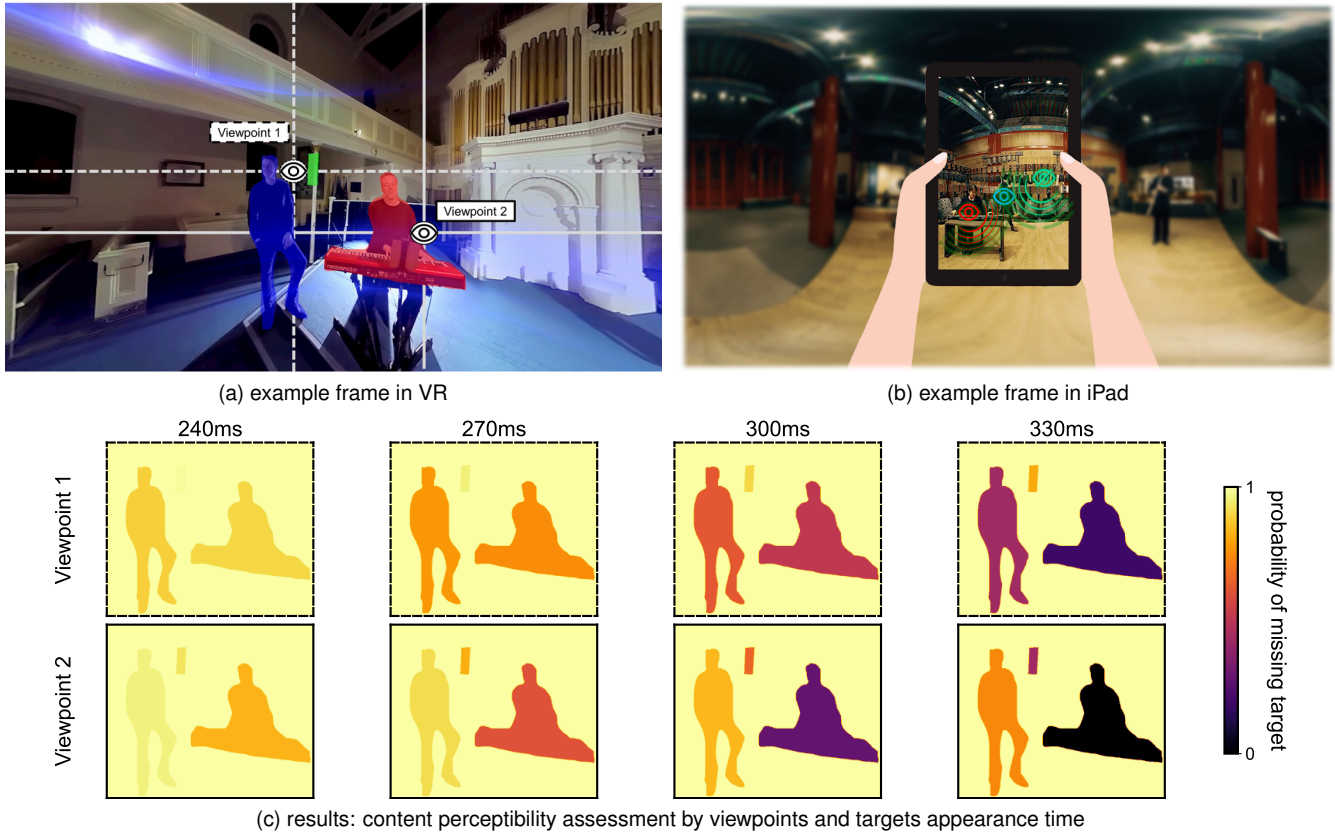 Viewpoint 1
Viewpoint 2
(a) example frame in VR
(b) example frame in iPad
240ms
270ms
300ms
330ms
Viewpoint 1
1
probability of missing target
Viewpoint 2
0
(c) results: content perceptibility assessment by viewpoints and targets appearance time